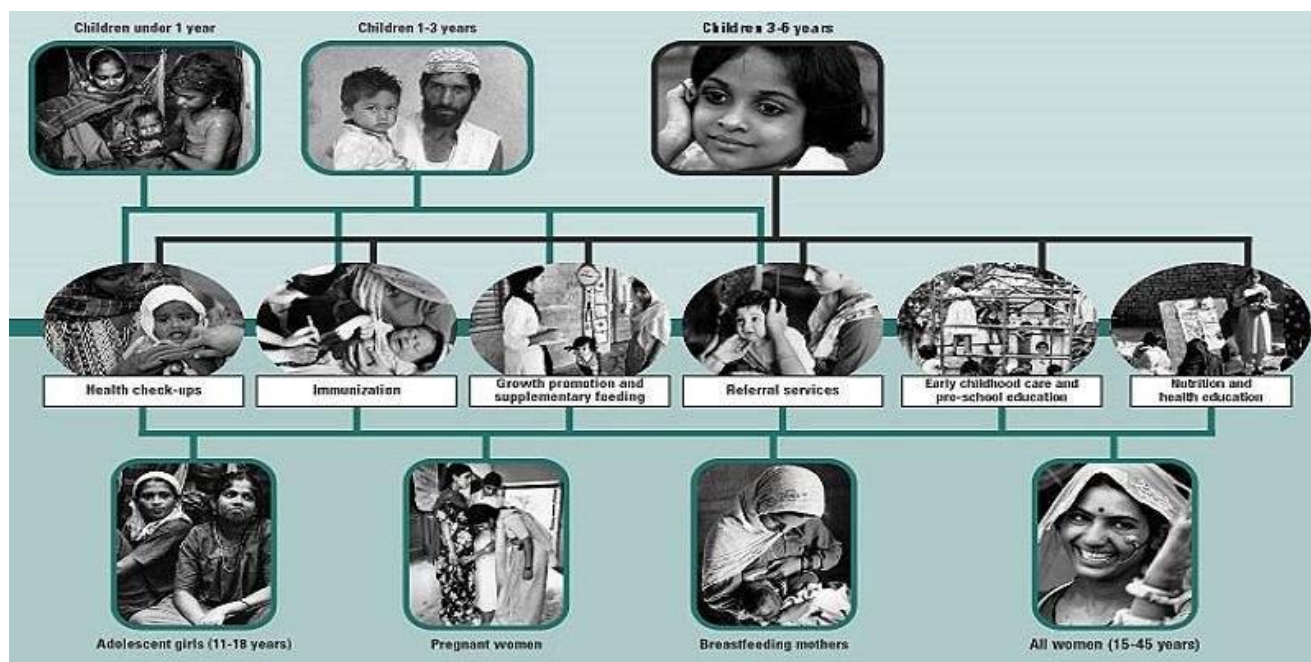 Children under 1 year
Children 1-3 years
Children 3-6 years
Health check-ups
Immunization
Growth promotion and
supplementary feeding
Referral services
Early childhood care and
pre-school education
Nutrition and
health education
Adolescent girls (11-18 years)
Pregnant women
Breastfeeding mothers
All women (15-45 years)